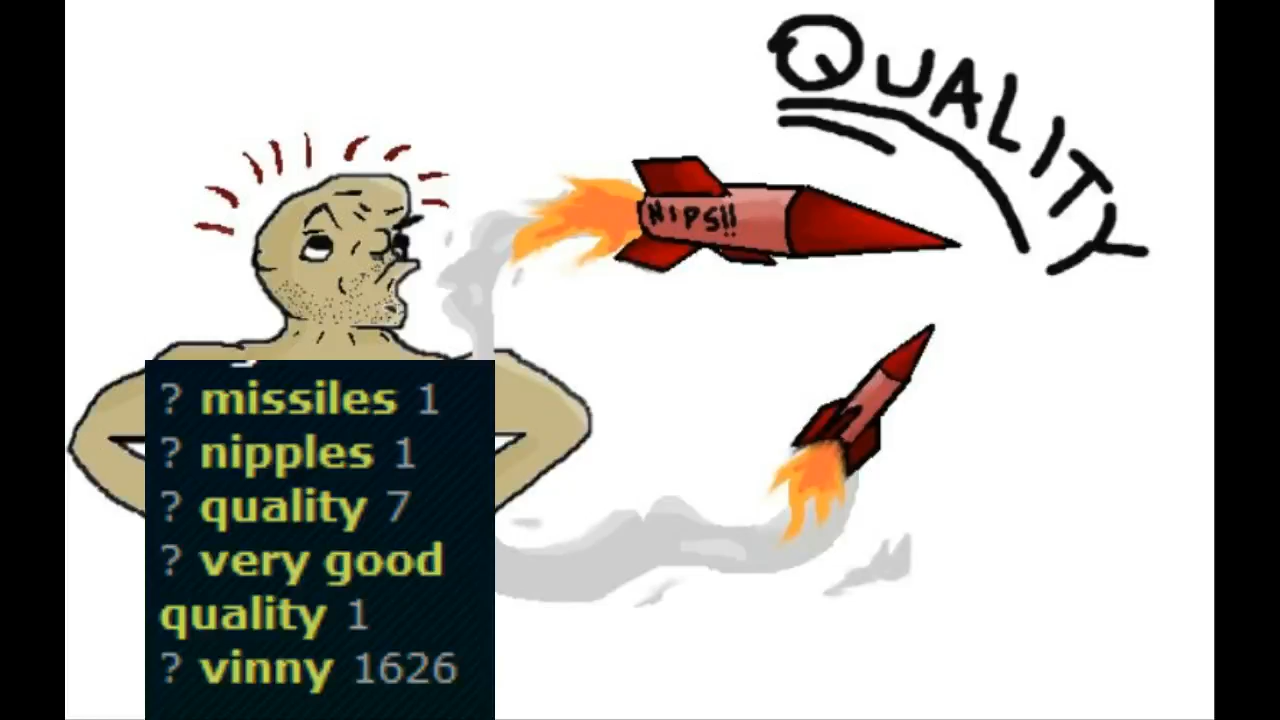 QUALITY
NIPS!!
? missiles 1
? nipples 1
? quality 7
? very good
quality 1
? vinny 1626